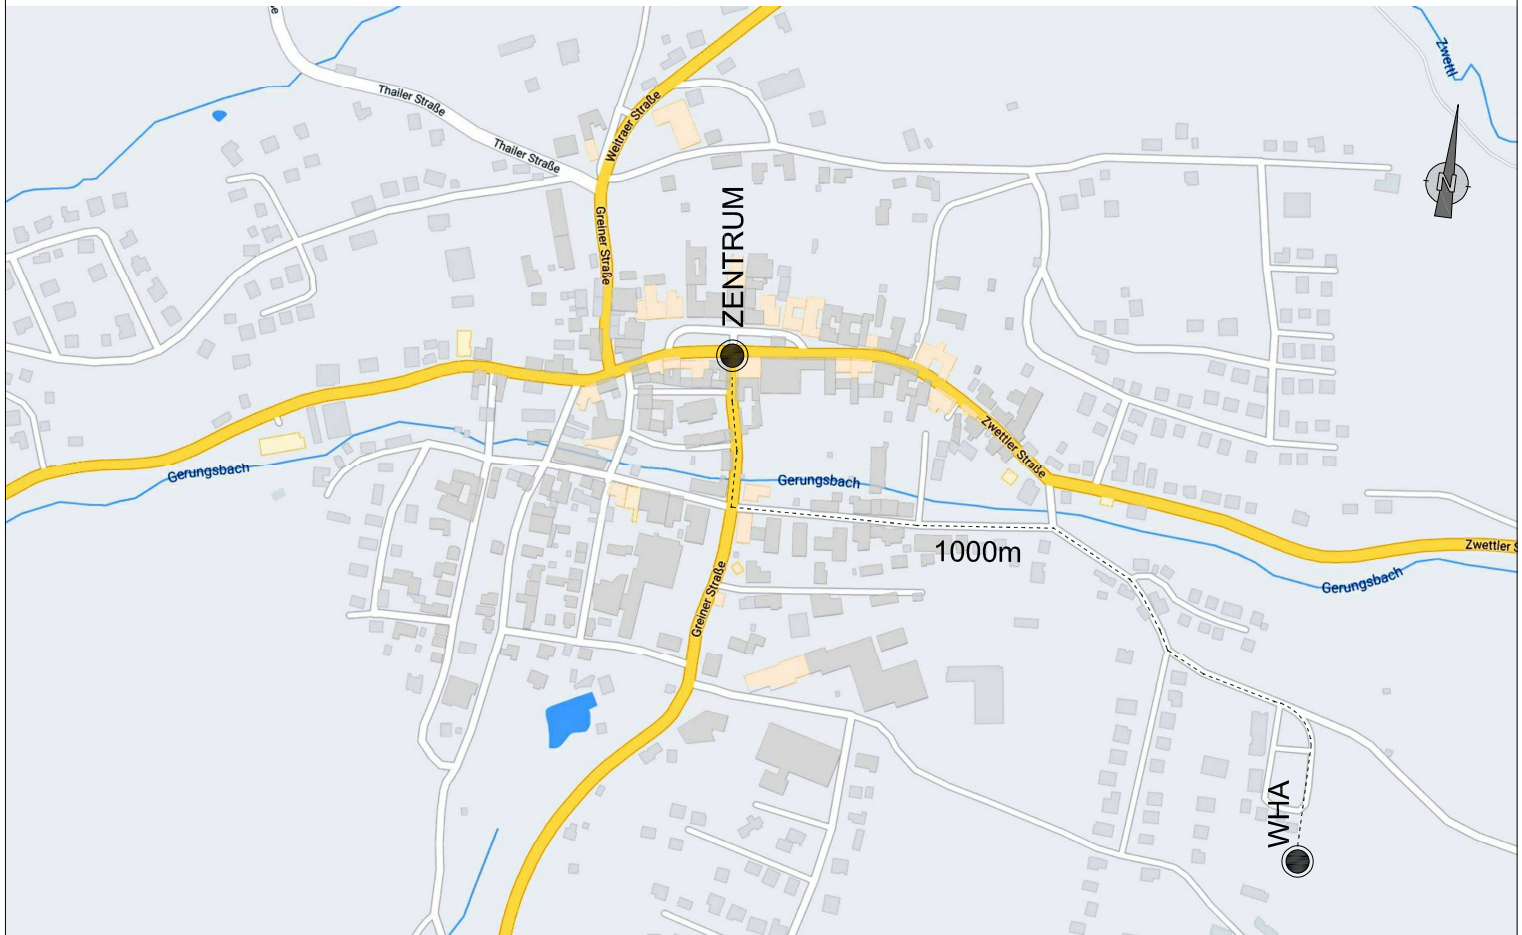 Zwettl
Thailer Straße
Weitraer Straße
Thailer Straße
N
ZENTRUM
Greiner Straße
Zwettler Straße
Gerungsbach
Gerungsbach
1000m
Zwettler S
Gerungsbach
Greiner Straße
WHA